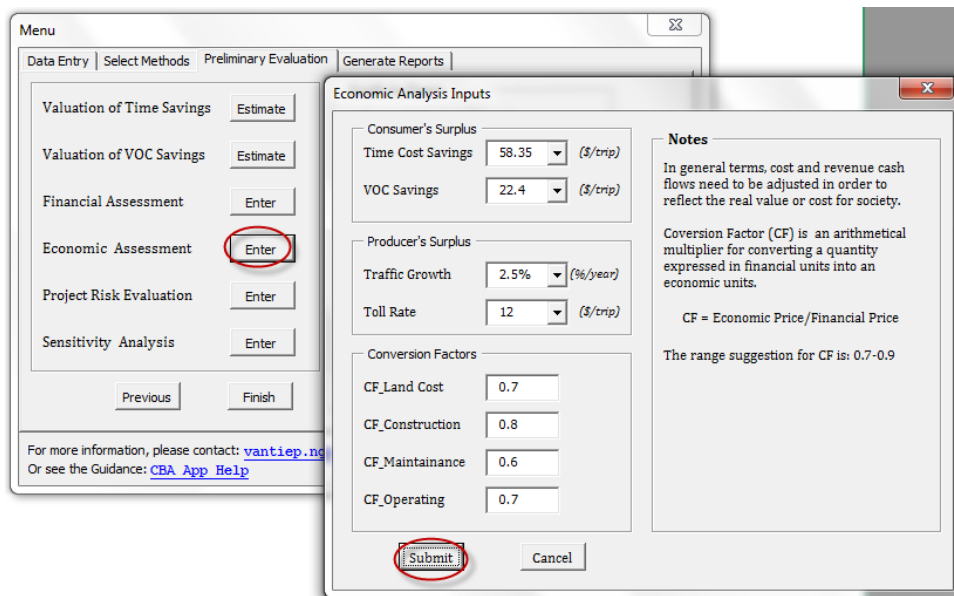 Menu
Data Entry
Select Methods
Preliminary Evaluation
Generate Reports
Valuation of Time Savings
Estimate
Valuation of VOC Savings
Estimate
Financial Assessment
Enter
Economic Assessment
Enter
Project Risk Evaluation
Enter
Sensitivity Analysis
Enter
Previous
Finish
For more information, please contact: vantiep.ng
Or see the Guidance: CBA App Help
Economic Analysis Inputs
Consumer's Surplus
Time Cost Savings
58.35
($/trip)
VOC Savings
22.4
($/trip)
Producer's Surplus
Traffic Growth
2.5%
(%/year)
Toll Rate
12
($/trip)
Conversion Factors
CF_Land Cost
0.7
CF_Construction
0.8
CF_Maintainance
0.6
CF_Operating
0.7
Submit
Cancel
Notes
In general terms, cost and revenue cash
flows need to be adjusted in order to
reflect the real value or cost for society.
Coversion Factor (CF) is an arithmetical
multiplier for converting a quantity
expressed in financial units into an
economic units.
CF = Economic Price/Financial Price
The range suggestion for CF is: 0.7-0.9